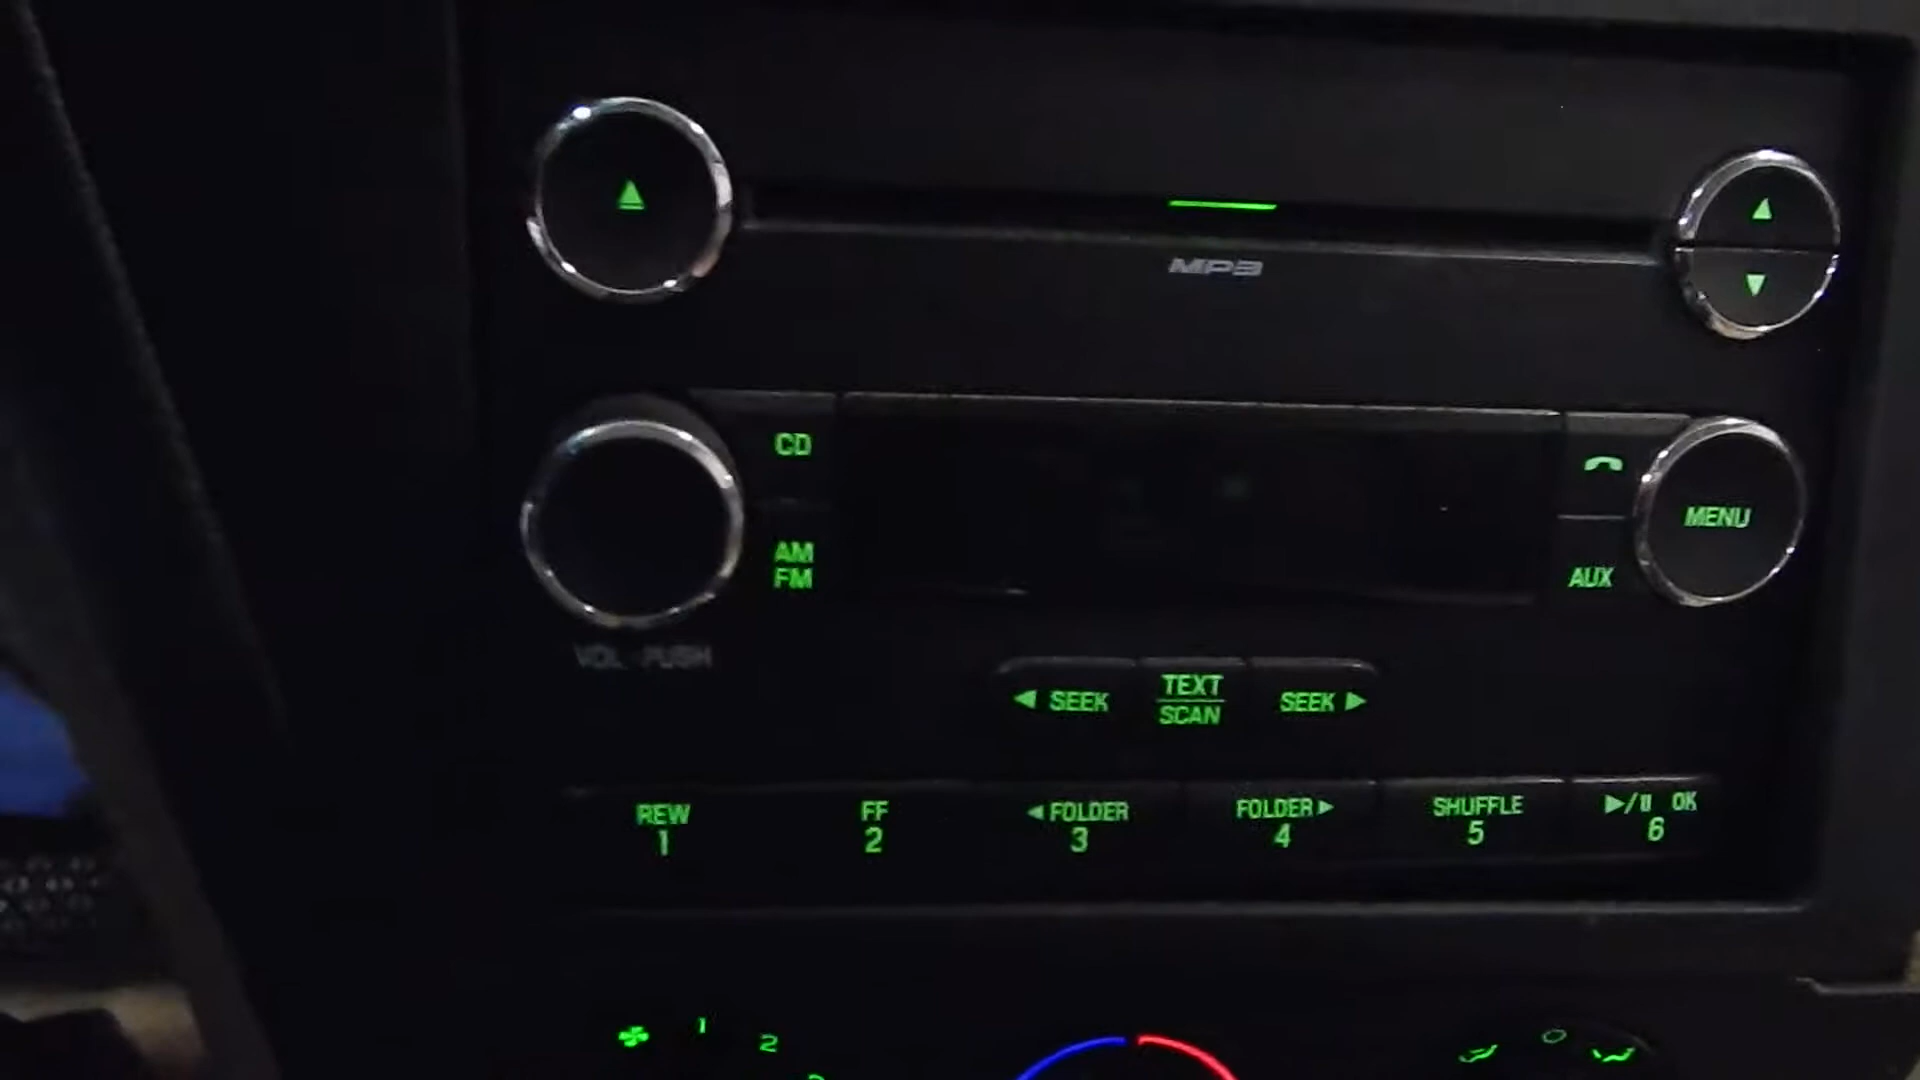 MP3
CD
AM
FM
MENU
AUX
VOL - PUSH
◀ SEEK
TEXT
SCAN
SEEK ▶
REW
1
FF
2
◀ FOLDER
3
FOLDER ▶
4
SHUFFLE
5
▶/II OK
6
1
2